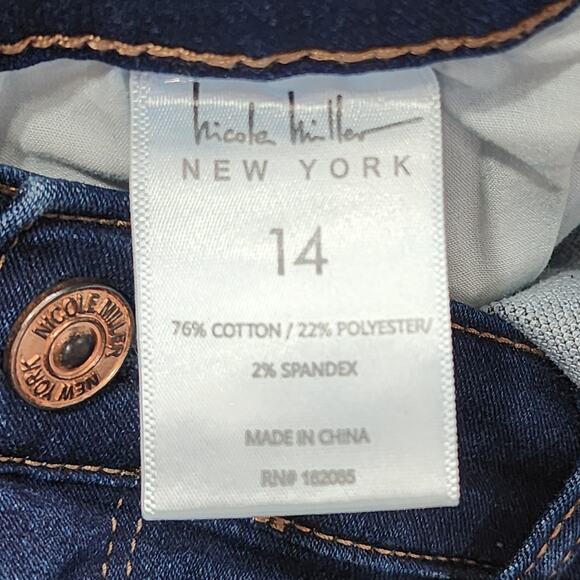 Nicole Miller
NEW YORK
14
76% COTTON / 22% POLYESTER/
2% SPANDEX
MADE IN CHINA
RN# 162085
NICOLE MILLER
NEW YORK